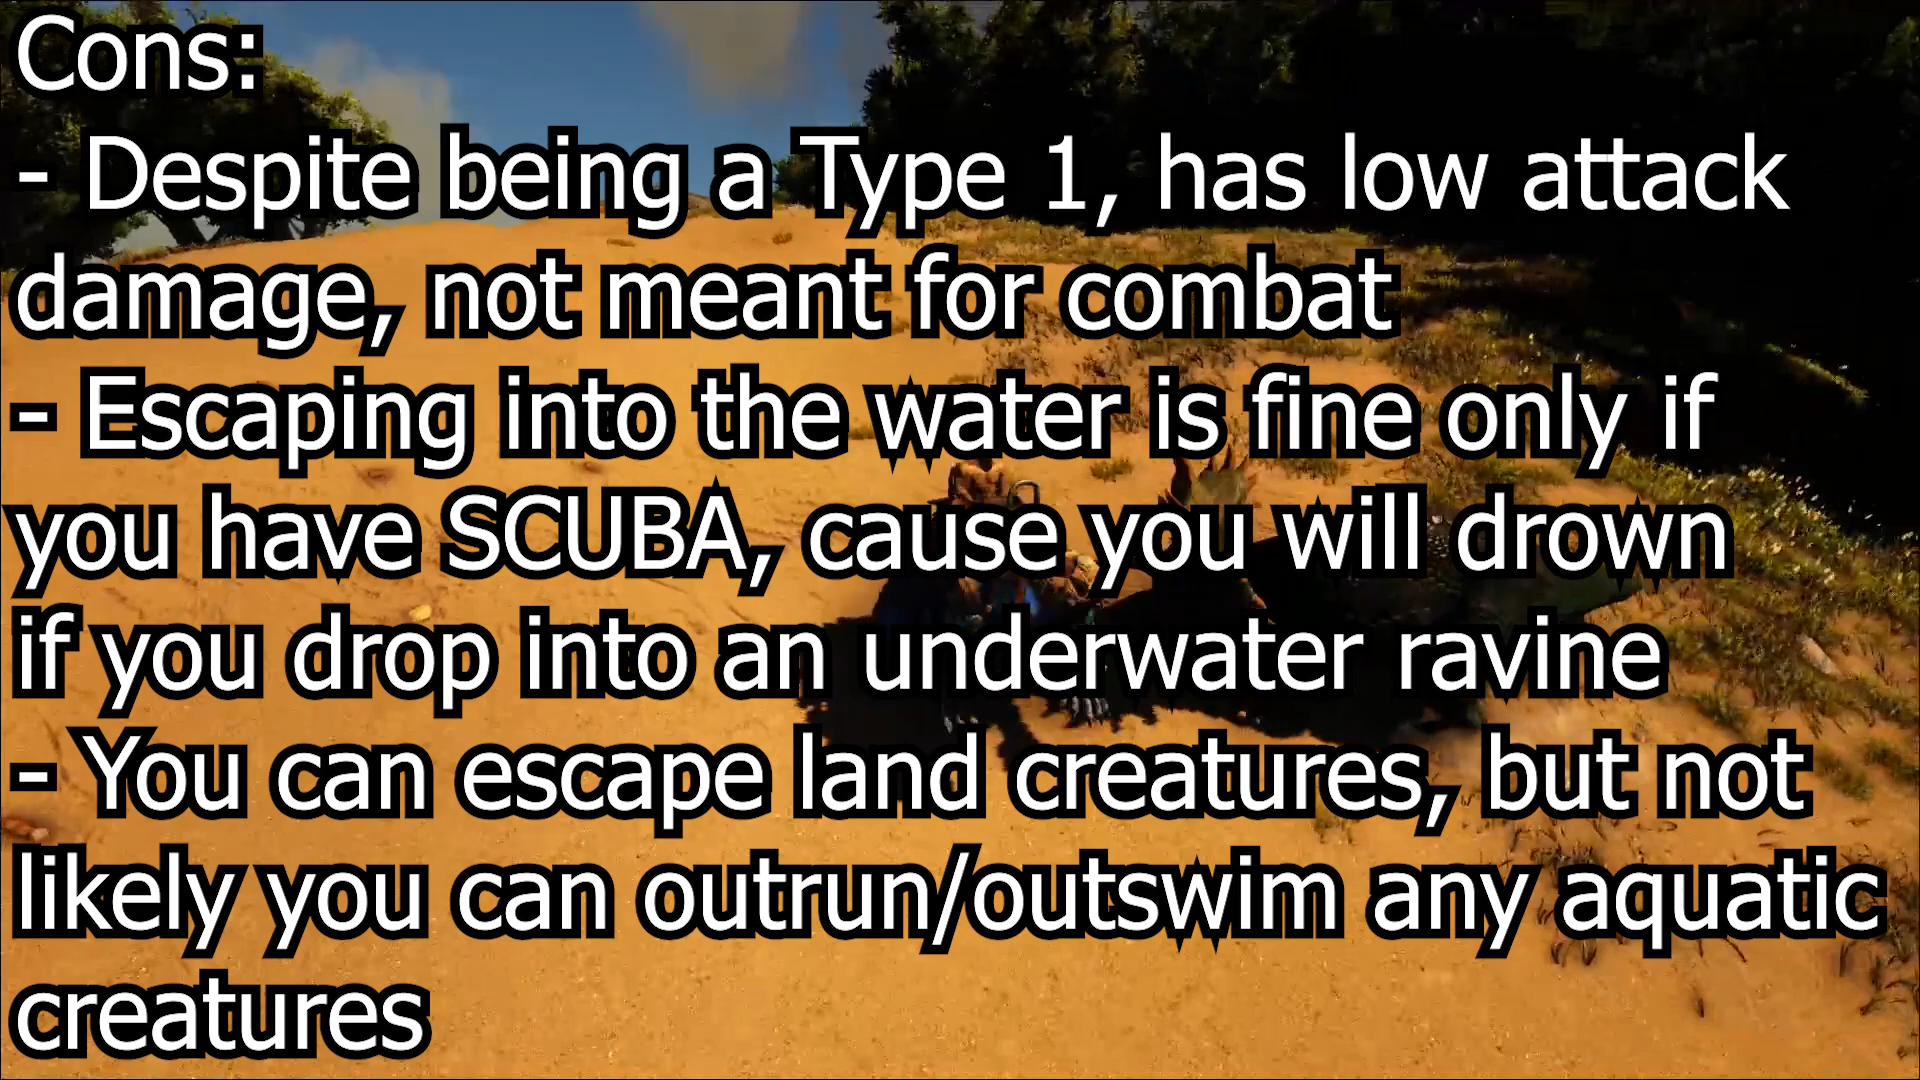 Cons:
- Despite being a Type 1, has low attack
damage, not meant for combat
- Escaping into the water is fine only if
you have SCUBA, cause you will drown
if you drop into an underwater ravine
- You can escape land creatures, but not
likely you can outrun/outswim any aquatic
creatures